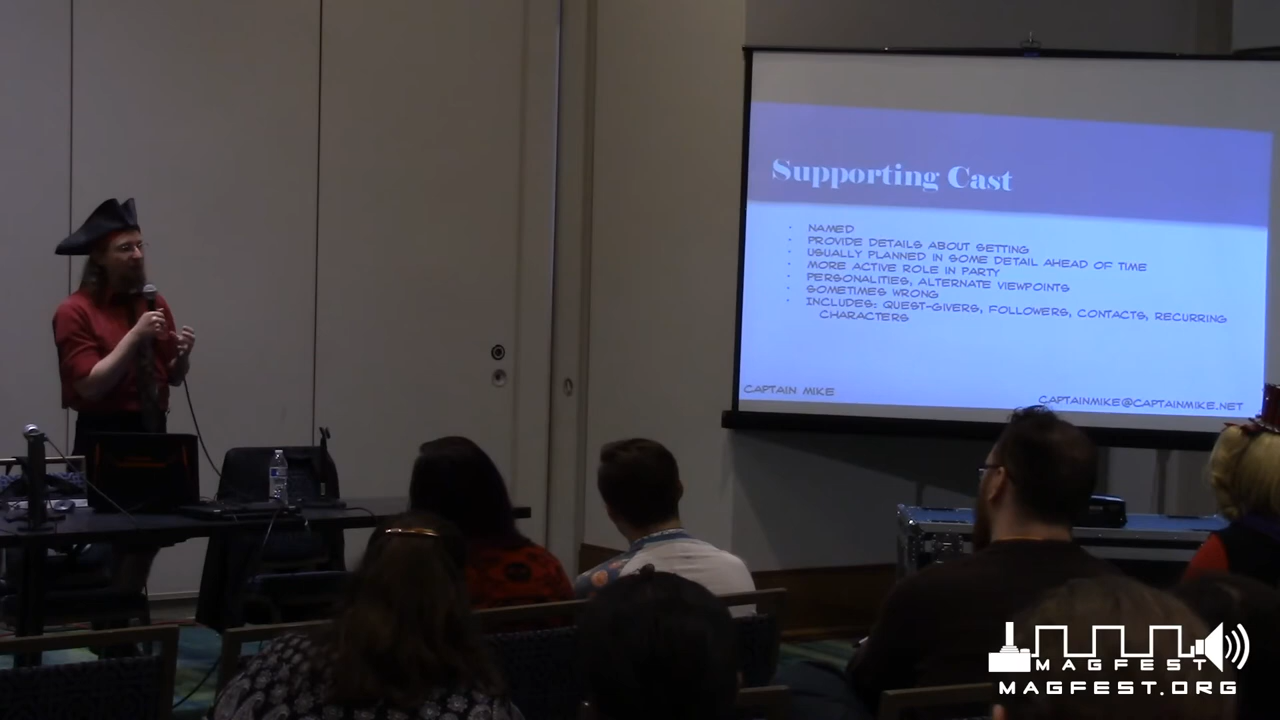 Supporting Cast
· NAMED
· PROVIDE DETAILS ABOUT SETTING
· USUALLY PLANNED IN SOME DETAIL AHEAD OF TIME
· MORE ACTIVE ROLE IN PARTY
· PERSONALITIES, ALTERNATE VIEWPOINTS
· SOMETIMES WRONG
· INCLUDES: QUEST-GIVERS, FOLLOWERS, CONTACTS, RECURRING
CHARACTERS
CAPTAIN MIKE
CAPTAINMIKE@CAPTAINMIKE.NET
MAGFEST
MAGFEST.ORG